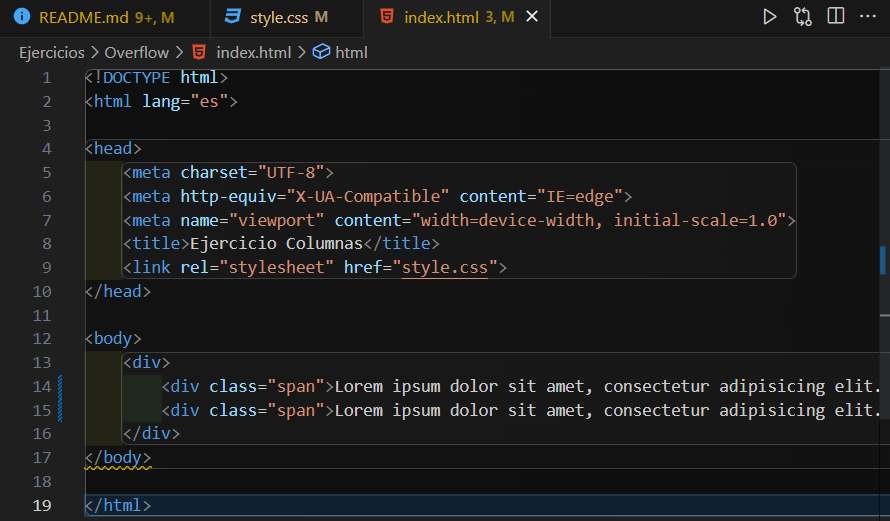 README.md 9+, M style.css M index.html 3, M
Ejercicios > Overflow > index.html > html
1 <!DOCTYPE html>
2 <html lang="es">
3
4 <head>
5 <meta charset="UTF-8">
6 <meta http-equiv="X-UA-Compatible" content="IE=edge">
7 <meta name="viewport" content="width=device-width, initial-scale=1.0">
8 <title>Ejercicio Columnas</title>
9 <link rel="stylesheet" href="style.css">
10 </head>
11
12 <body>
13 <div>
14 <div class="span">Lorem ipsum dolor sit amet, consectetur adipisicing elit.
15 <div class="span">Lorem ipsum dolor sit amet, consectetur adipisicing elit.
16 </div>
17 </body>
18
19 </html>